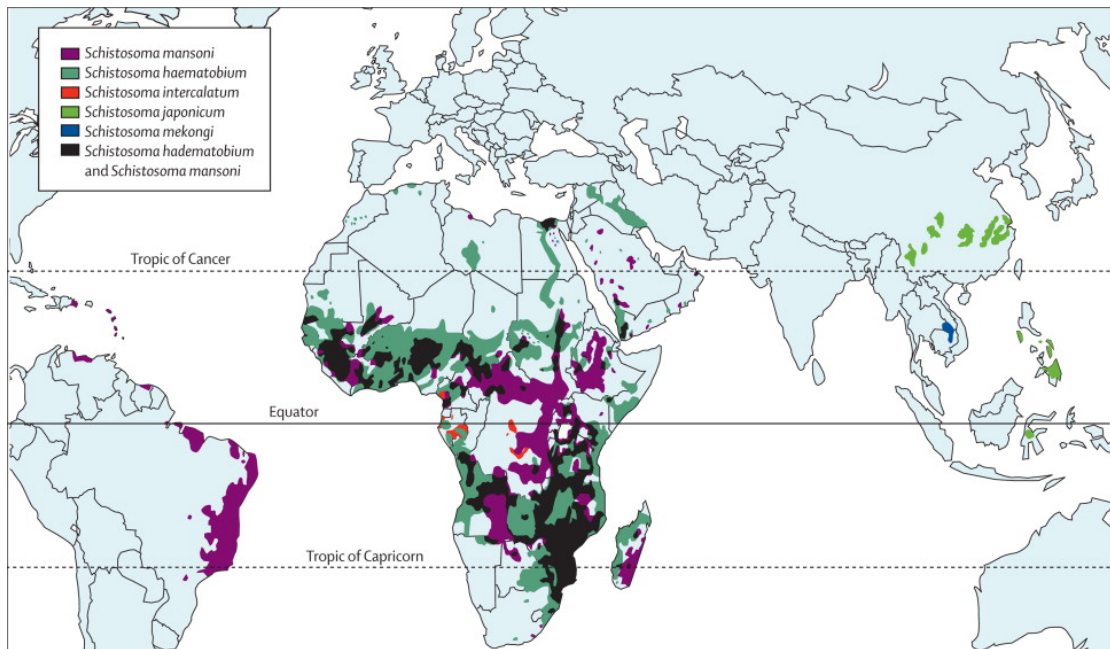 Schistosoma mansoni
Schistosoma haematobium
Schistosoma intercalatum
Schistosoma japonicum
Schistosoma mekongi
Schistosoma hadematobium
and Schistosoma mansoni
Tropic of Cancer
Equator
Tropic of Capricorn